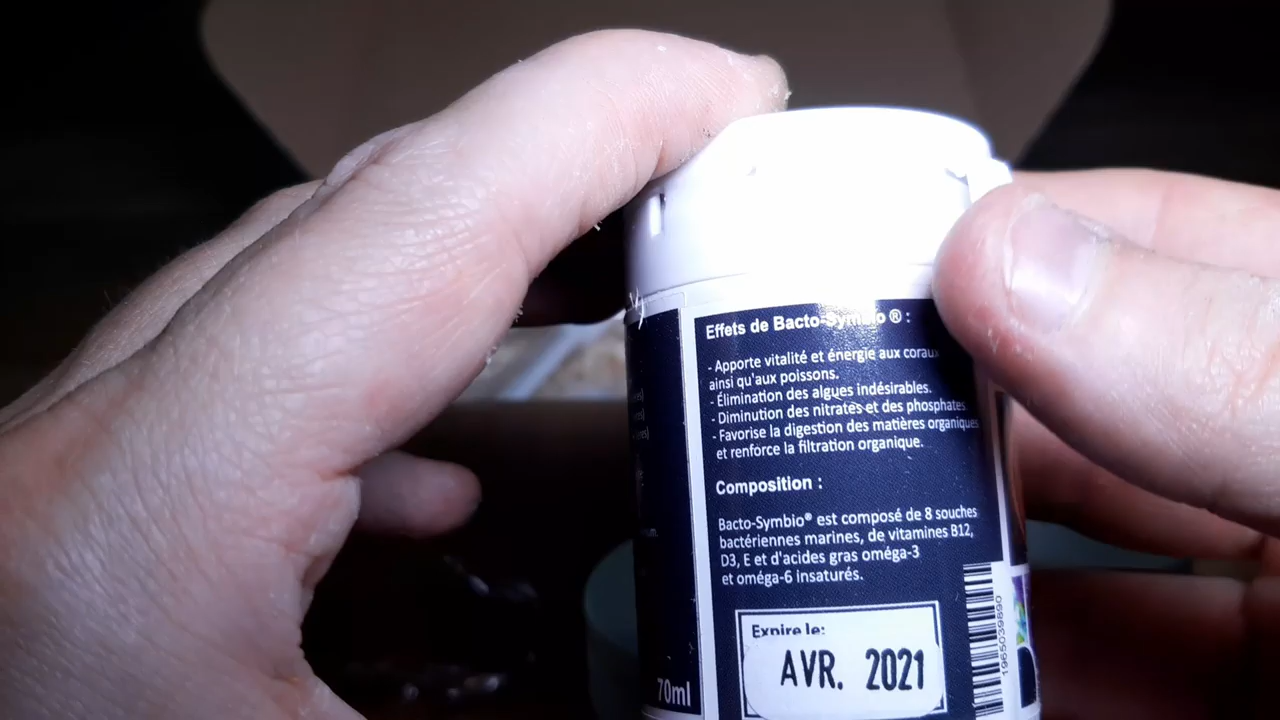 Effets de Bacto-Symbio ® :
- Apporte vitalité et énergie aux coraux
ainsi qu'aux poissons.
- Élimination des algues indésirables.
- Diminution des nitrates et des phosphates
- Favorise la digestion des matières organiques
et renforce la filtration organique.
Composition :
Bacto-Symbio® est composé de 8 souches
bactériennes marines, de vitamines B12,
D3, E et d'acides gras oméga-3
et oméga-6 insaturés.
Expire le:
AVR. 2021
70ml
1965039890